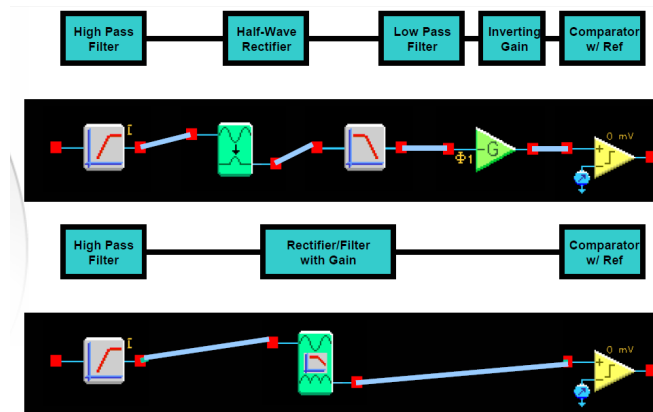 High Pass
Filter
Half-Wave
Rectifier
Low Pass
Filter
Inverting
Gain
Comparator
w/ Ref
0 mV
Φ1
-G
High Pass
Filter
Rectifier/Filter
with Gain
Comparator
w/ Ref
0 mV